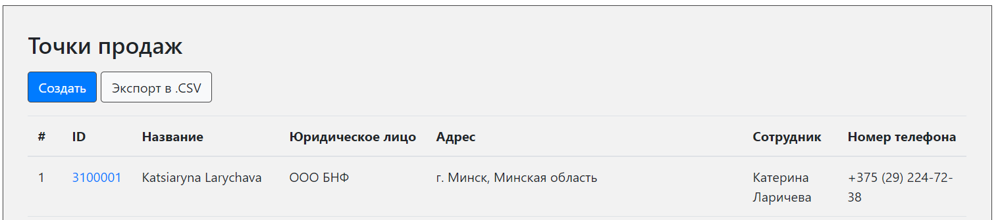 Точки продаж
Создать Экспорт в .CSV
# ID Название Юридическое лицо Адрес Сотрудник Номер телефона
1 3100001 Katsiaryna Larychava ООО БНФ г. Минск, Минская область Катерина +375 (29) 224-72-
Ларичева 38